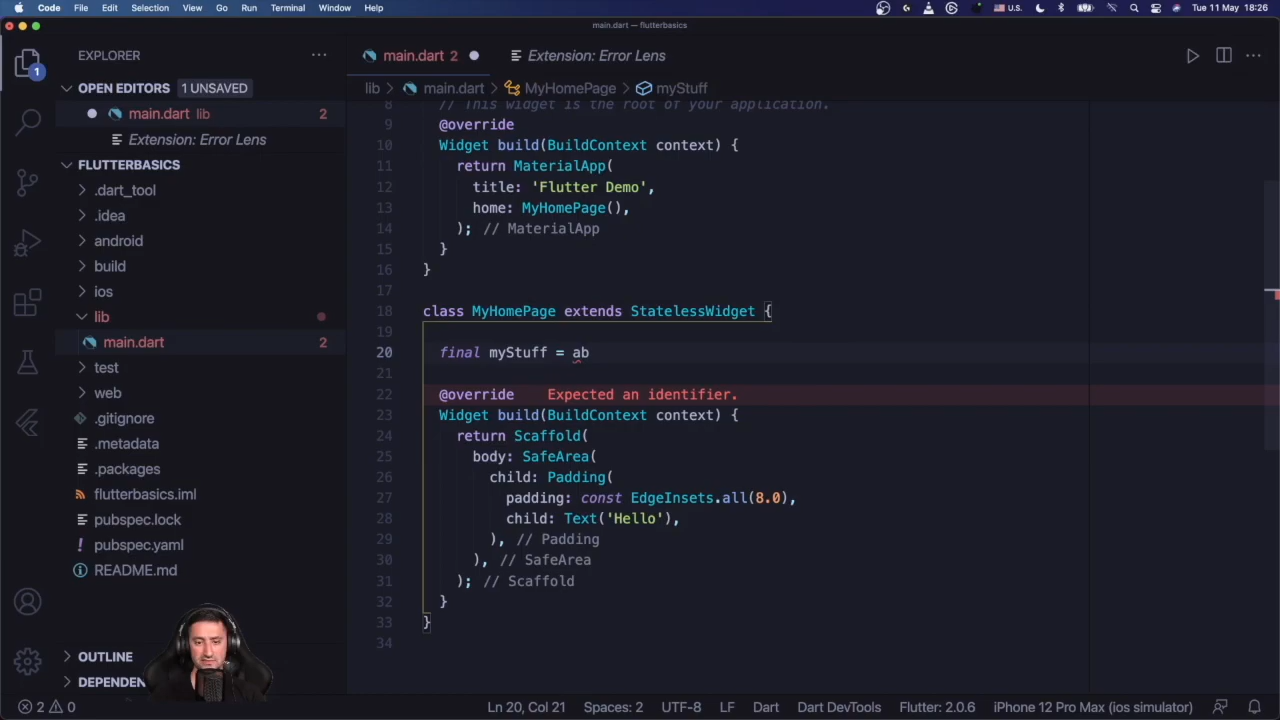 Code File Edit Selection View Go Run Terminal Window Help U.S. Tue 11 May 18:26
main.dart — flutterbasics
EXPLORER
main.dart 2
Extension: Error Lens
1
OPEN EDITORS 1 UNSAVED
lib > main.dart > MyHomePage > myStuff
main.dart lib 2
Extension: Error Lens
FLUTTERBASICS
.dart_tool
.idea
android
build
ios
lib
main.dart 2
test
web
.gitignore
.metadata
.packages
flutterbasics.iml
pubspec.lock
pubspec.yaml
README.md
OUTLINE
DEPENDEN
8 // This widget is the root of your application.
9 @override
10 Widget build(BuildContext context) {
11 return MaterialApp(
12 title: 'Flutter Demo',
13 home: MyHomePage(),
14 ); // MaterialApp
15 }
16 }
17
18 class MyHomePage extends StatelessWidget {
19
20 final myStuff = ab
21
22 @override Expected an identifier.
23 Widget build(BuildContext context) {
24 return Scaffold(
25 body: SafeArea(
26 child: Padding(
27 padding: const EdgeInsets.all(8.0),
28 child: Text('Hello'),
29 ), // Padding
30 ), // SafeArea
31 ); // Scaffold
32 }
33 }
34
2 0 Ln 20, Col 21 Spaces: 2 UTF-8 LF Dart Dart DevTools Flutter: 2.0.6 iPhone 12 Pro Max (ios simulator)